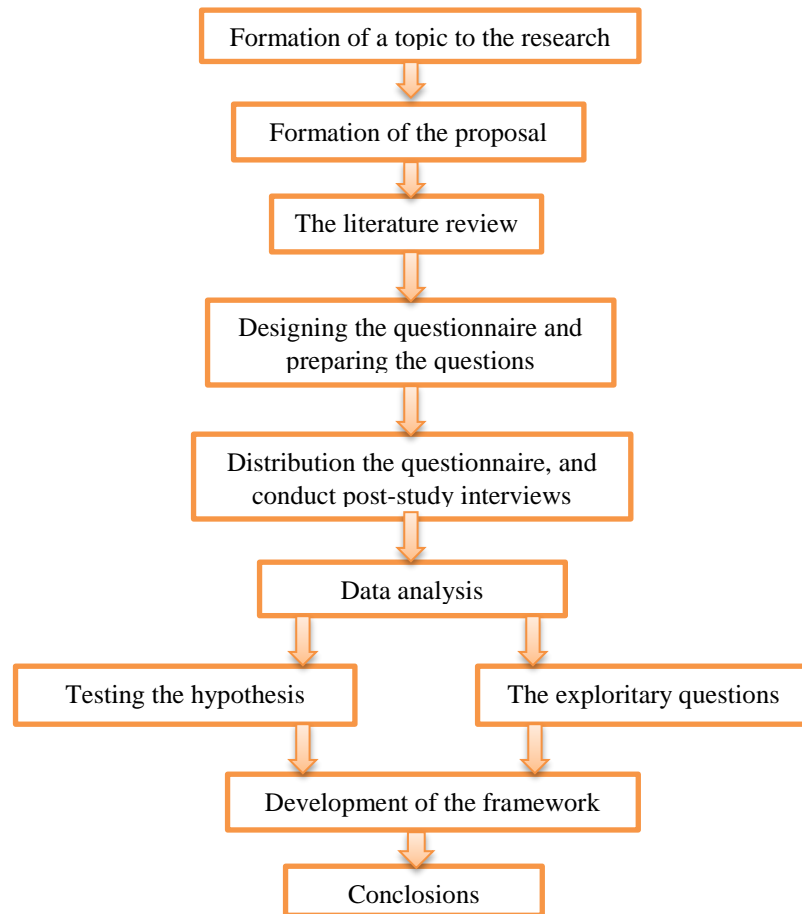 Formation of a topic to the research
Formation of the proposal
The literature review
Designing the questionnaire and
preparing the questions
Distribution the questionnaire, and
conduct post-study interviews
Data analysis
Testing the hypothesis
The exploritary questions
Development of the framework
Conclosions